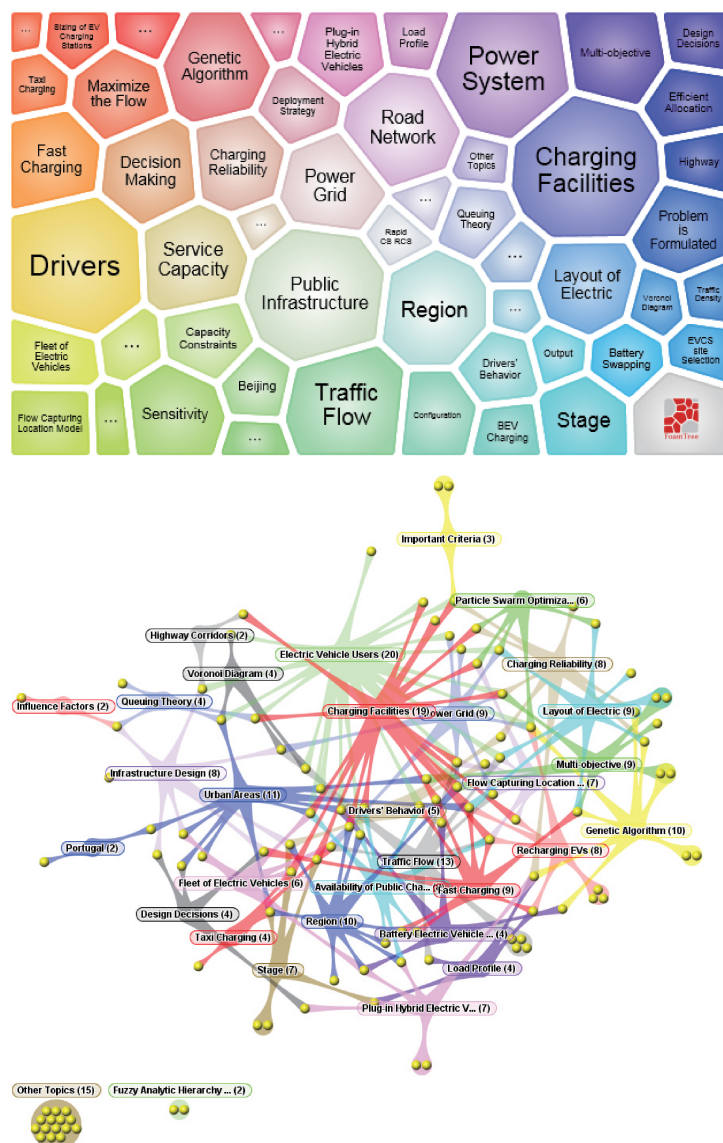 ...
Sizing of EV
Charging
Stations
...
Genetic
Algorithm
...
Plug-in
Hybrid
Electric
Vehicles
Load
Profile
Power
System
Multi-objective
Design
Decisions
Taxi
Charging
Maximize
the Flow
Deployment
Strategy
Road
Network
Efficient
Allocation
Fast
Charging
Decision
Making
Charging
Reliability
Power
Grid
Other
Topics
Charging
Facilities
Highway
...
Queuing
Theory
Problem
is
Formulated
Drivers
Service
Capacity
...
Rapid
CS RCS
...
Public
Infrastructure
Region
Layout of
Electric
...
Voronoi
Diagram
Traffic
Density
Fleet of
Electric
Vehicles
...
Capacity
Constraints
Drivers'
Behavior
Output
Battery
Swapping
EVCS
site
Selection
Beijing
Flow Capturing
Location Model
...
Sensitivity
...
Traffic
Flow
Configuration
BEV
Charging
Stage
FoamTree
Important Criteria (3)
Particle Swarm Optimiza... (6)
Highway Corridors (2)
Electric Vehicle Users (20)
Charging Reliability (8)
Voronoi Diagram (4)
Influence Factors (2)
Queuing Theory (4)
Charging Facilities (19)
Power Grid (9)
Layout of Electric (9)
Infrastructure Design (8)
Multi-objective (9)
Urban Areas (11)
Flow Capturing Location ... (7)
Drivers' Behavior (5)
Genetic Algorithm (10)
Portugal (2)
Traffic Flow (13)
Recharging EVs (8)
Fleet of Electric Vehicles (6)
Availability of Public Cha...
Fast Charging (9)
Design Decisions (4)
Region (10)
Taxi Charging (4)
Battery Electric Vehicle ... (4)
Stage (7)
Load Profile (4)
Plug-in Hybrid Electric V... (7)
Other Topics (15)
Fuzzy Analytic Hierarchy ... (2)